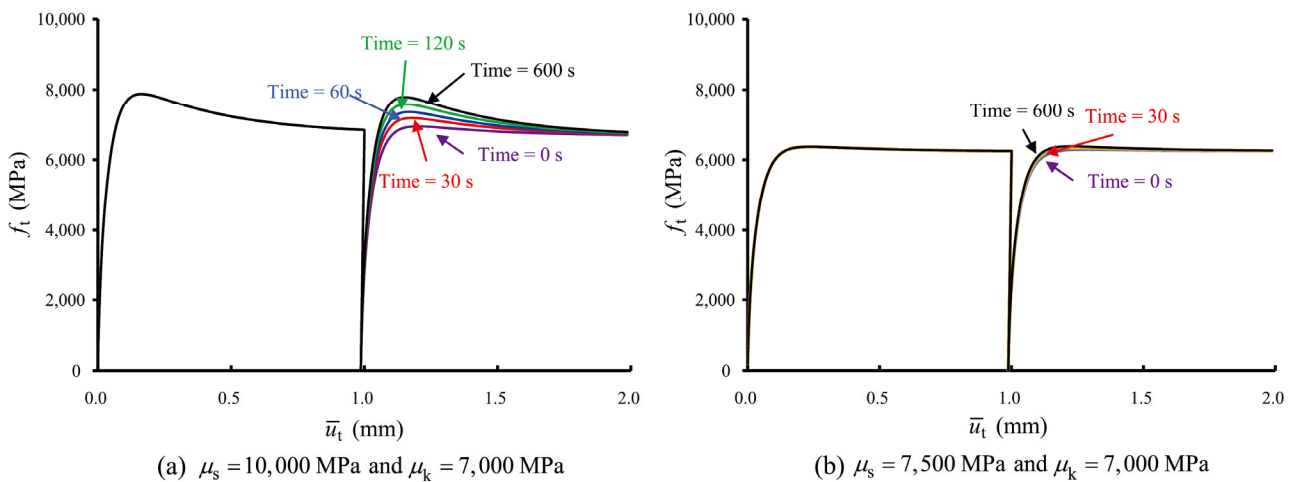 10,000
8,000
6,000
4,000
2,000
0
f_t (MPa)
Time = 120 s
Time = 600 s
Time = 60 s
Time = 0 s
Time = 30 s
0.0 0.5 1.0 1.5 2.0
u̅_t (mm)
(a) μ_s = 10,000 MPa and μ_k = 7,000 MPa
10,000
8,000
6,000
4,000
2,000
0
f_t (MPa)
Time = 600 s
Time = 30 s
Time = 0 s
0.0 0.5 1.0 1.5 2.0
u̅_t (mm)
(b) μ_s = 7,500 MPa and μ_k = 7,000 MPa